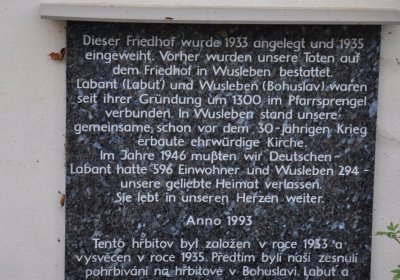 Dieser Friedhof wurde 1933 angelegt und 1935
eingeweiht. Vorher wurden unsere Toten auf
dem Friedhof in Wusleben bestattet.
Labant (Labuť) und Wusleben (Bohuslav) waren
seit ihrer Gründung um 1300 im Pfarrsprengel
verbunden. In Wusleben stand unsere
gemeinsame, schon vor dem 30-jährigen Krieg
erbaute ehrwürdige Kirche.
Im Jahre 1946 mußten wir Deutschen-
Labant hatte 596 Einwohner und Wusleben 294-
unsere geliebte Heimat verlassen.
Sie lebt in unseren Herzen weiter.
Anno 1993
Tento hřbitov byl založen v roce 1933 a
vysvěcen v roce 1935. Předtím byli naši zesnulí
pohřbíváni na hřbitově v Bohuslavi. Labuť a